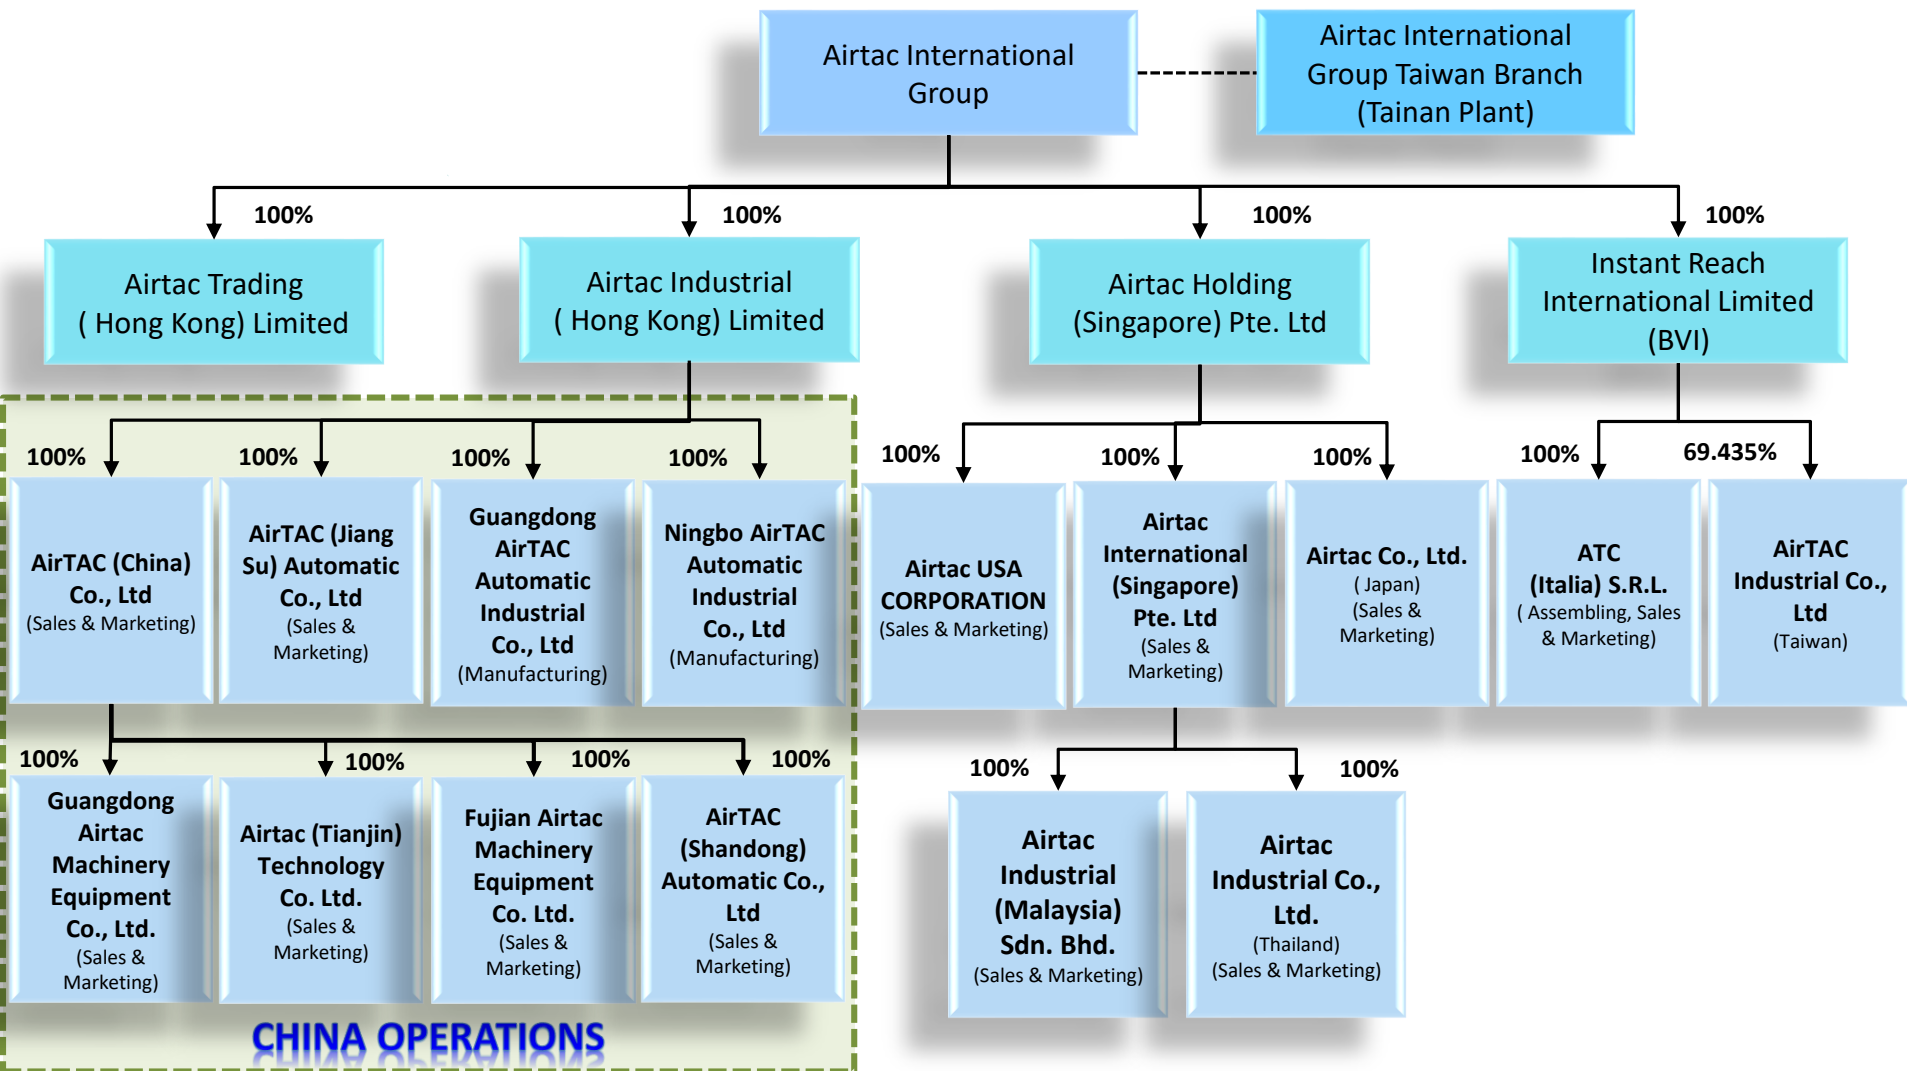 Airtac International
Group
Airtac International
Group Taiwan Branch
(Tainan Plant)
100%
100%
100%
100%
Airtac Trading
( Hong Kong) Limited
Airtac Industrial
( Hong Kong) Limited
Airtac Holding
(Singapore) Pte. Ltd
Instant Reach
International Limited
(BVI)
100%
100%
100%
100%
100%
100%
100%
100%
69.435%
AirTAC (China)
Co., Ltd
(Sales & Marketing)
AirTAC (Jiang
Su) Automatic
Co., Ltd
(Sales &
Marketing)
Guangdong
AirTAC
Automatic
Industrial
Co., Ltd
(Manufacturing)
Ningbo AirTAC
Automatic
Industrial
Co., Ltd
(Manufacturing)
Airtac USA
CORPORATION
(Sales & Marketing)
Airtac
International
(Singapore)
Pte. Ltd
(Sales &
Marketing)
Airtac Co., Ltd.
( Japan)
(Sales &
Marketing)
ATC
(Italia) S.R.L.
( Assembling, Sales
& Marketing)
AirTAC
Industrial Co.,
Ltd
(Taiwan)
100%
100%
100%
100%
100%
100%
Guangdong
Airtac
Machinery
Equipment
Co., Ltd.
(Sales &
Marketing)
Airtac (Tianjin)
Technology
Co. Ltd.
(Sales &
Marketing)
Fujian Airtac
Machinery
Equipment
Co. Ltd.
(Sales &
Marketing)
AirTAC
(Shandong)
Automatic Co.,
Ltd
(Sales &
Marketing)
Airtac
Industrial
(Malaysia)
Sdn. Bhd.
(Sales & Marketing)
Airtac
Industrial Co.,
Ltd.
(Thailand)
(Sales & Marketing)
CHINA OPERATIONS